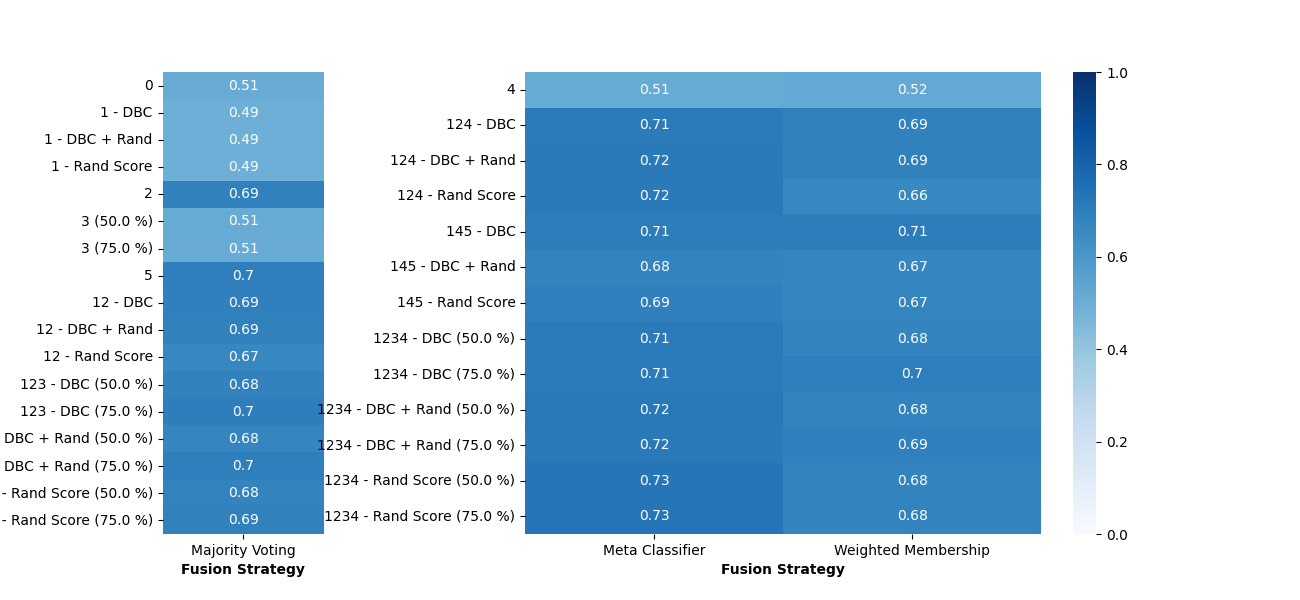 0 0.51
1 - DBC 0.49
1 - DBC + Rand 0.49
1 - Rand Score 0.49
2 0.69
3 (50.0 %) 0.51
3 (75.0 %) 0.51
5 0.7
12 - DBC 0.69
12 - DBC + Rand 0.69
12 - Rand Score 0.67
123 - DBC (50.0 %) 0.68
123 - DBC (75.0 %) 0.7
DBC + Rand (50.0 %) 0.68
DBC + Rand (75.0 %) 0.7
- Rand Score (50.0 %) 0.68
- Rand Score (75.0 %) 0.69
Majority Voting
Fusion Strategy
4 0.51 0.52
124 - DBC 0.71 0.69
124 - DBC + Rand 0.72 0.69
124 - Rand Score 0.72 0.66
145 - DBC 0.71 0.71
145 - DBC + Rand 0.68 0.67
145 - Rand Score 0.69 0.67
1234 - DBC (50.0 %) 0.71 0.68
1234 - DBC (75.0 %) 0.71 0.7
1234 - DBC + Rand (50.0 %) 0.72 0.68
1234 - DBC + Rand (75.0 %) 0.72 0.69
1234 - Rand Score (50.0 %) 0.73 0.68
1234 - Rand Score (75.0 %) 0.73 0.68
Meta Classifier Weighted Membership
Fusion Strategy
1.0
0.8
0.6
0.4
0.2
0.0